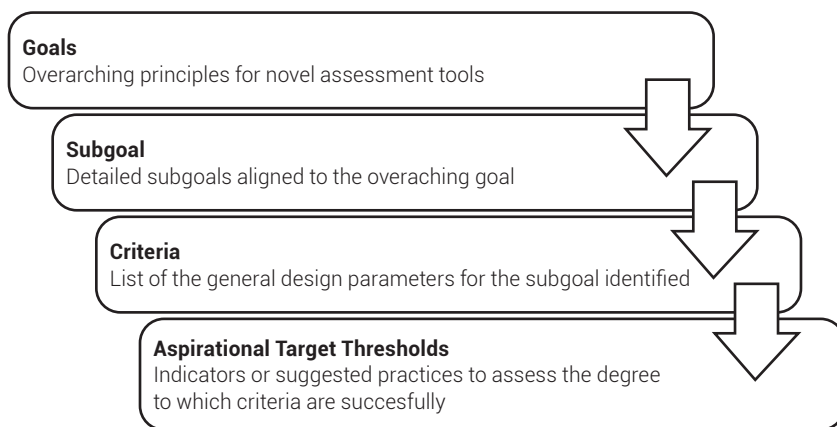 Goals
Overarching principles for novel assessment tools
Subgoal
Detailed subgoals aligned to the overaching goal
Criteria
List of the general design parameters for the subgoal identified
Aspirational Target Thresholds
Indicators or suggested practices to assess the degree
to which criteria are succesfully